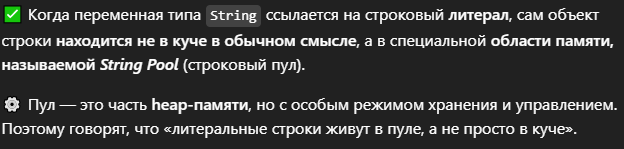 ✅ Когда переменная типа String ссылается на строковый литерал, сам объект
строки находится не в куче в обычном смысле, а в специальной области памяти,
называемой String Pool (строковый пул).
⚙️ Пул — это часть heap-памяти, но с особым режимом хранения и управлением.
Поэтому говорят, что «литеральные строки живут в пуле, а не просто в куче».